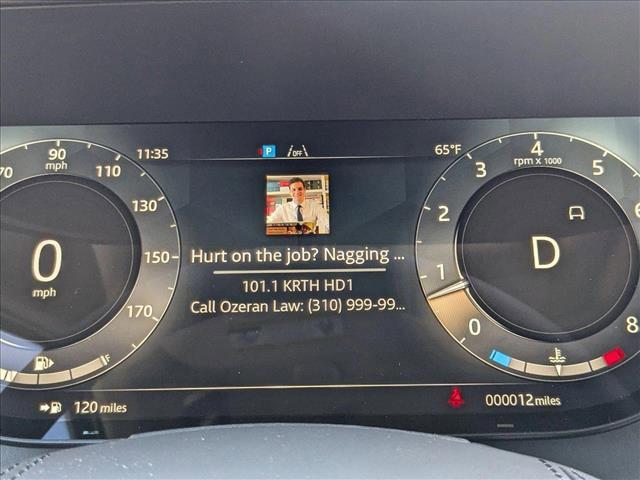 11:35
P
OFF
65°F
70
90
mph
110
130
150
170
0
mph
F
Hurt on the job? Nagging ...
101.1 KRTH HD1
Call Ozeran Law: (310) 999-99...
0
1
2
3
4
5
6
8
rpm x 1000
D
120 miles
000012 miles